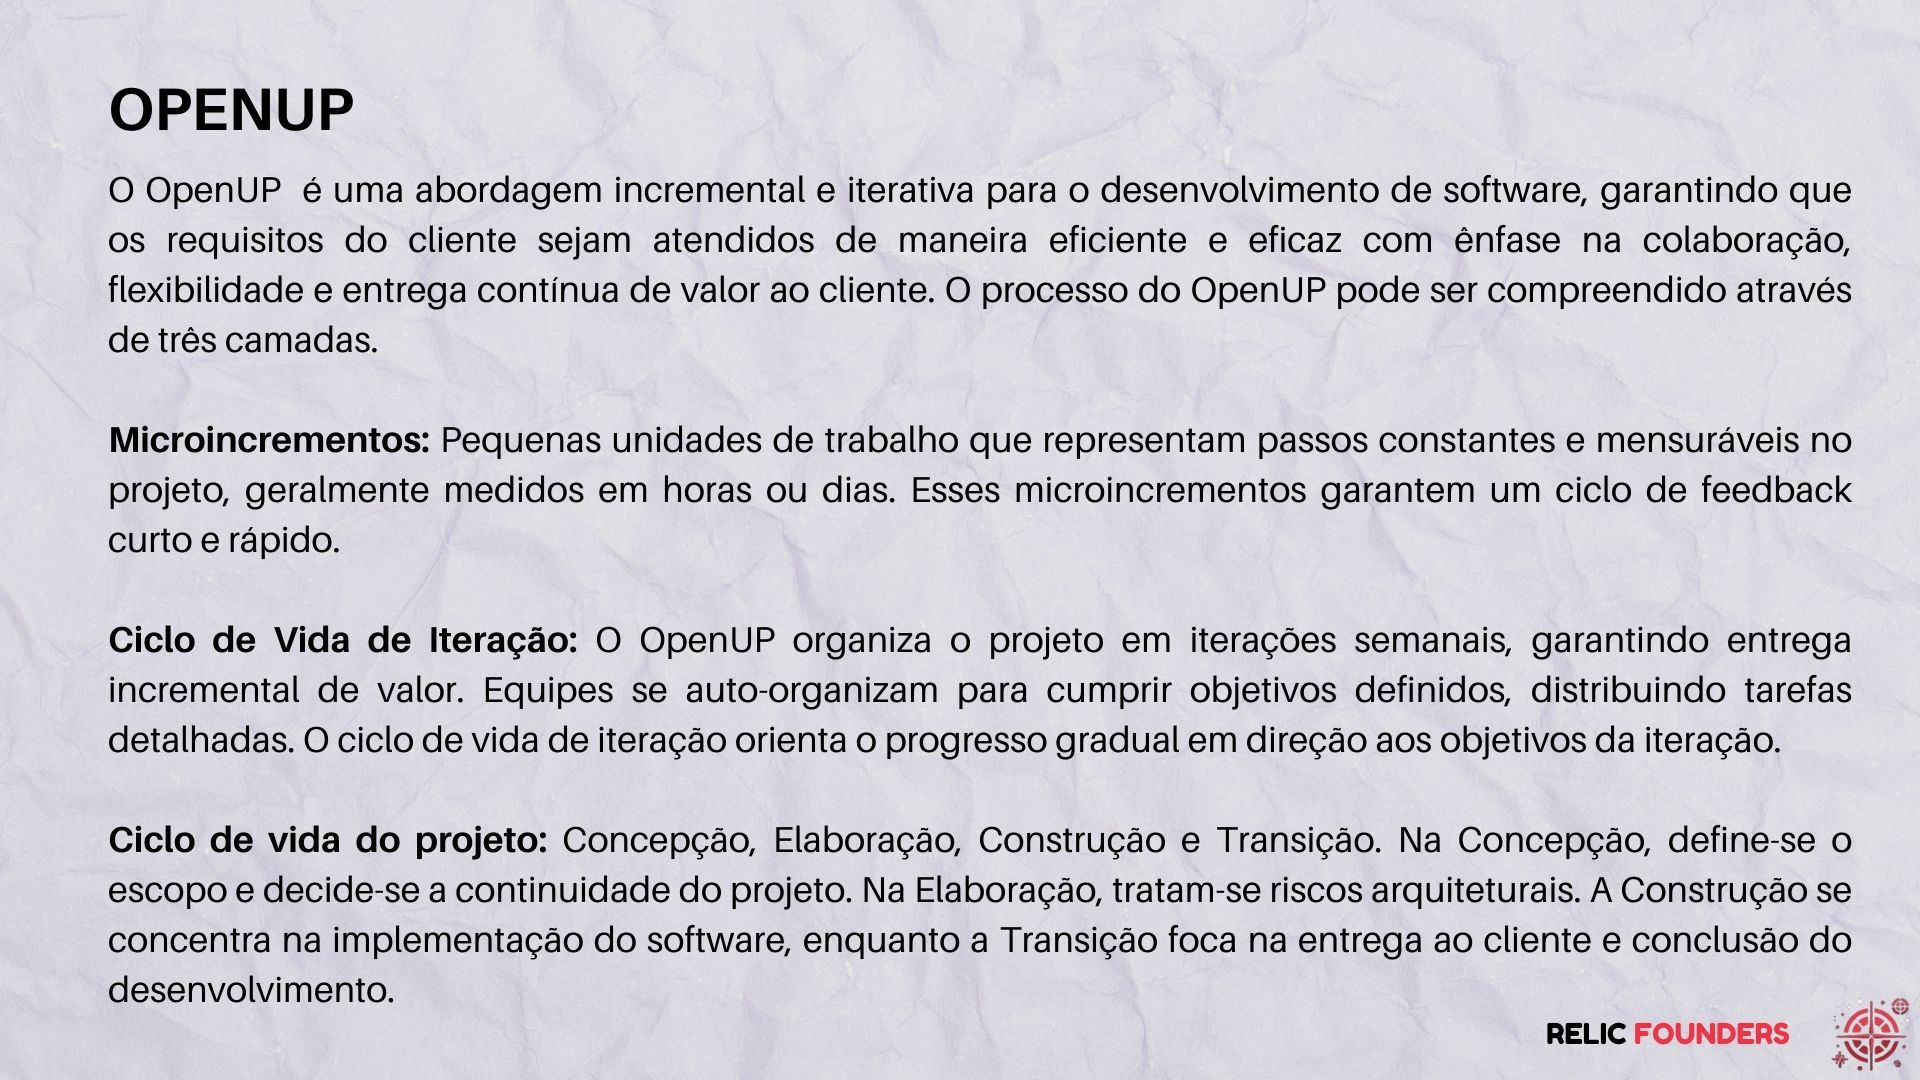 OPENUP
O OpenUP é uma abordagem incremental e iterativa para o desenvolvimento de software, garantindo que
os requisitos do cliente sejam atendidos de maneira eficiente e eficaz com ênfase na colaboração,
flexibilidade e entrega contínua de valor ao cliente. O processo do OpenUP pode ser compreendido através
de três camadas.
Microincrementos: Pequenas unidades de trabalho que representam passos constantes e mensuráveis no
projeto, geralmente medidos em horas ou dias. Esses microincrementos garantem um ciclo de feedback
curto e rápido.
Ciclo de Vida de Iteração: O OpenUP organiza o projeto em iterações semanais, garantindo entrega
incremental de valor. Equipes se auto-organizam para cumprir objetivos definidos, distribuindo tarefas
detalhadas. O ciclo de vida de iteração orienta o progresso gradual em direção aos objetivos da iteração.
Ciclo de vida do projeto: Concepção, Elaboração, Construção e Transição. Na Concepção, define-se o
escopo e decide-se a continuidade do projeto. Na Elaboração, tratam-se riscos arquiteturais. A Construção se
concentra na implementação do software, enquanto a Transição foca na entrega ao cliente e conclusão do
desenvolvimento.
RELIC FOUNDERS